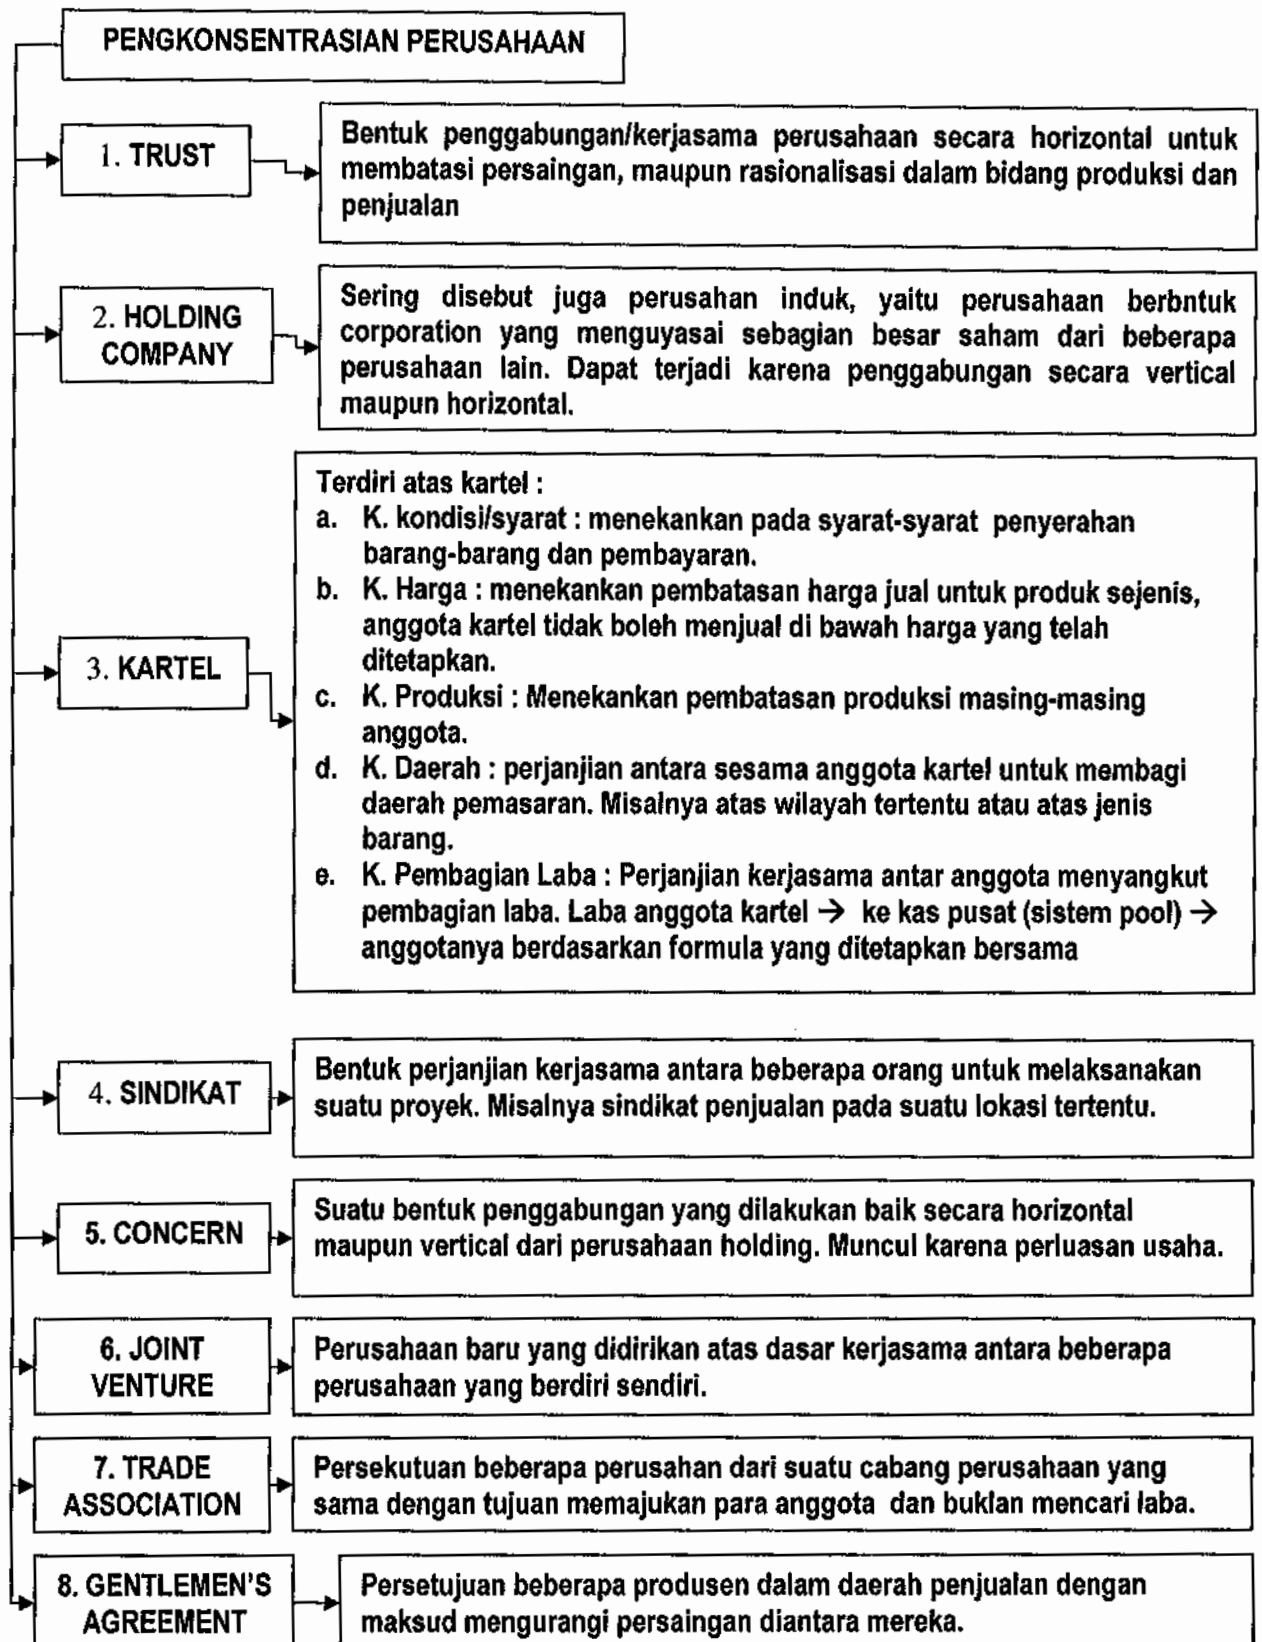 PENGKONSENTRASIAN PERUSAHAAN
1. TRUST
Bentuk penggabungan/kerjasama perusahaan secara horizontal untuk
membatasi persaingan, maupun rasionalisasi dalam bidang produksi dan
penjualan
2. HOLDING
COMPANY
Sering disebut juga perusahan induk, yaitu perusahaan berbntuk
corporation yang menguyasai sebagian besar saham dari beberapa
perusahaan lain. Dapat terjadi karena penggabungan secara vertical
maupun horizontal.
3. KARTEL
Terdiri atas kartel :
a. K. kondisi/syarat : menekankan pada syarat-syarat penyerahan
barang-barang dan pembayaran.
b. K. Harga : menekankan pembatasan harga jual untuk produk sejenis,
anggota kartel tidak boleh menjual di bawah harga yang telah
ditetapkan.
c. K. Produksi : Menekankan pembatasan produksi masing-masing
anggota.
d. K. Daerah : perjanjian antara sesama anggota kartel untuk membagi
daerah pemasaran. Misalnya atas wilayah tertentu atau atas jenis
barang.
e. K. Pembagian Laba : Perjanjian kerjasama antar anggota menyangkut
pembagian laba. Laba anggota kartel → ke kas pusat (sistem pool) →
anggotanya berdasarkan formula yang ditetapkan bersama
4. SINDIKAT
Bentuk perjanjian kerjasama antara beberapa orang untuk melaksanakan
suatu proyek. Misalnya sindikat penjualan pada suatu lokasi tertentu.
5. CONCERN
Suatu bentuk penggabungan yang dilakukan baik secara horizontal
maupun vertical dari perusahaan holding. Muncul karena perluasan usaha.
6. JOINT
VENTURE
Perusahaan baru yang didirikan atas dasar kerjasama antara beberapa
perusahaan yang berdiri sendiri.
7. TRADE
ASSOCIATION
Persekutuan beberapa perusahan dari suatu cabang perusahaan yang
sama dengan tujuan memajukan para anggota dan buklan mencari laba.
8. GENTLEMEN'S
AGREEMENT
Persetujuan beberapa produsen dalam daerah penjualan dengan
maksud mengurangi persaingan diantara mereka.